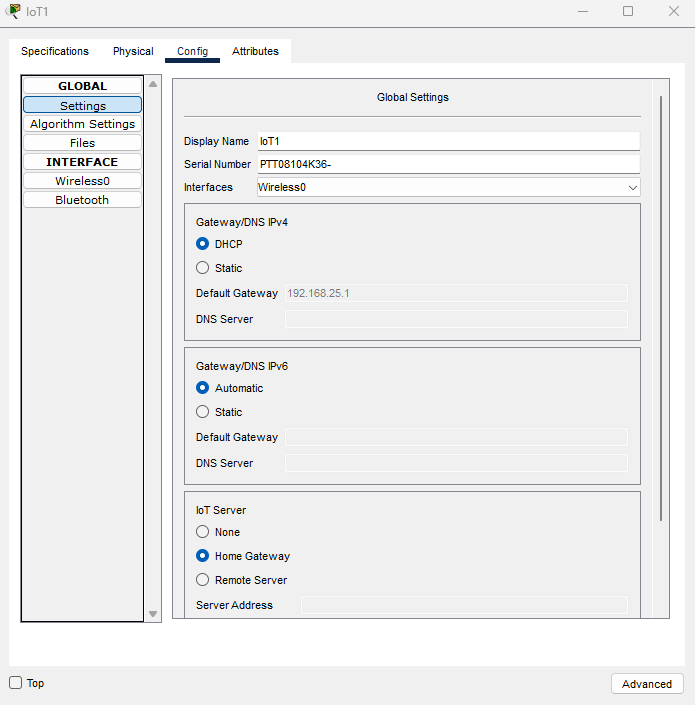 IoT1
Specifications Physical Config Attributes
GLOBAL
Settings
Algorithm Settings
Files
INTERFACE
Wireless0
Bluetooth
Global Settings
Display Name IoT1
Serial Number PTT08104K36-
Interfaces Wireless0
Gateway/DNS IPv4
DHCP
Static
Default Gateway 192.168.25.1
DNS Server
Gateway/DNS IPv6
Automatic
Static
Default Gateway
DNS Server
IoT Server
None
Home Gateway
Remote Server
Server Address
Top Advanced